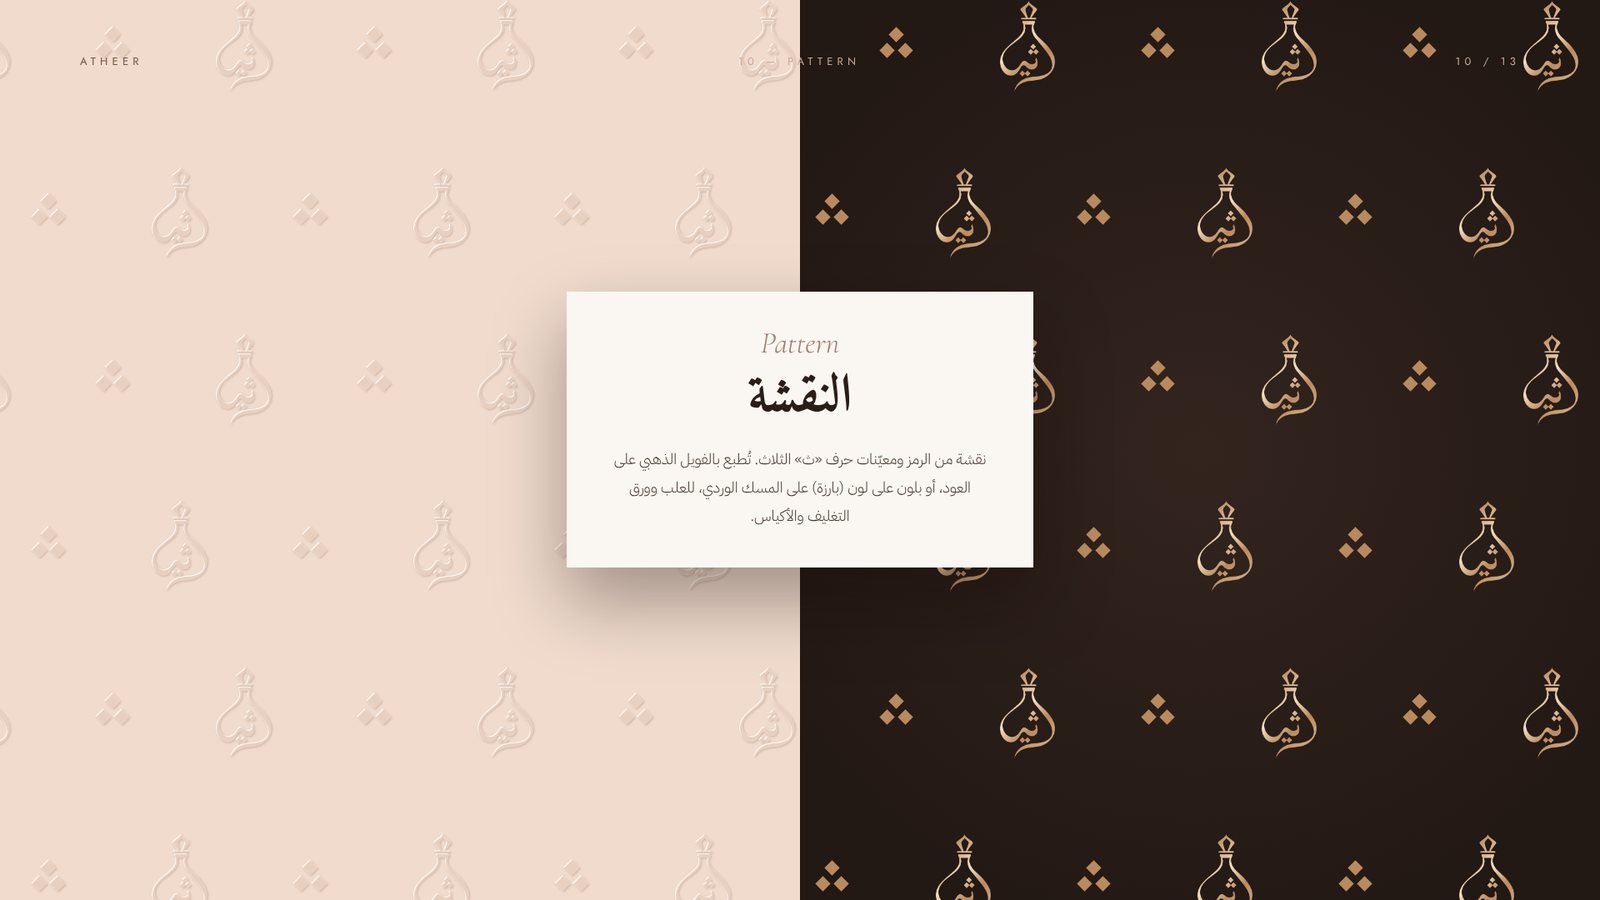 ATHEER
10 — PATTERN
10 / 13
Pattern
النقشة
نقشة من الرمز ومعيّنات حرف «ث» الثلاث. تُطبع بالفويل الذهبي على
العود، أو بلون على لون (بارزة) على المسك الوردي، للعلب وورق
التغليف والأكياس.